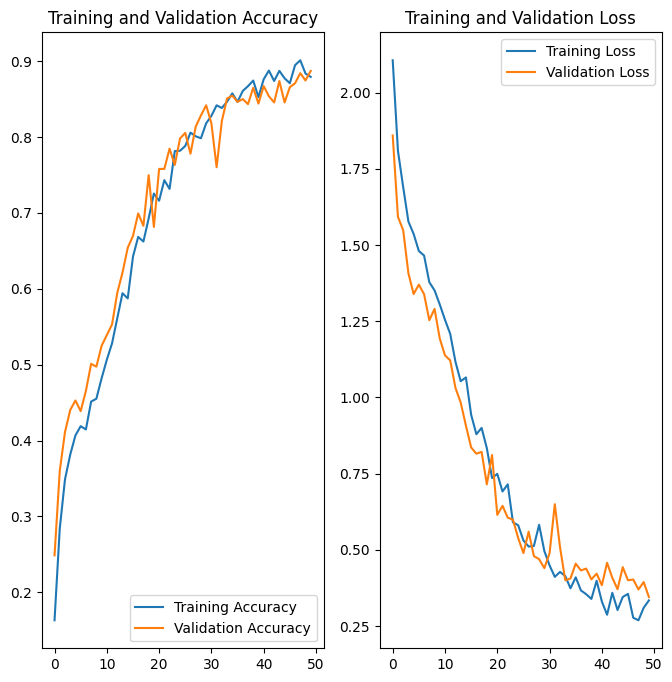 Training and Validation Accuracy
0.9
0.8
0.7
0.6
0.5
0.4
0.3
0.2
0 10 20 30 40 50
Training Accuracy
Validation Accuracy
Training and Validation Loss
Training Loss
Validation Loss
2.00
1.75
1.50
1.25
1.00
0.75
0.50
0.25
0 10 20 30 40 50